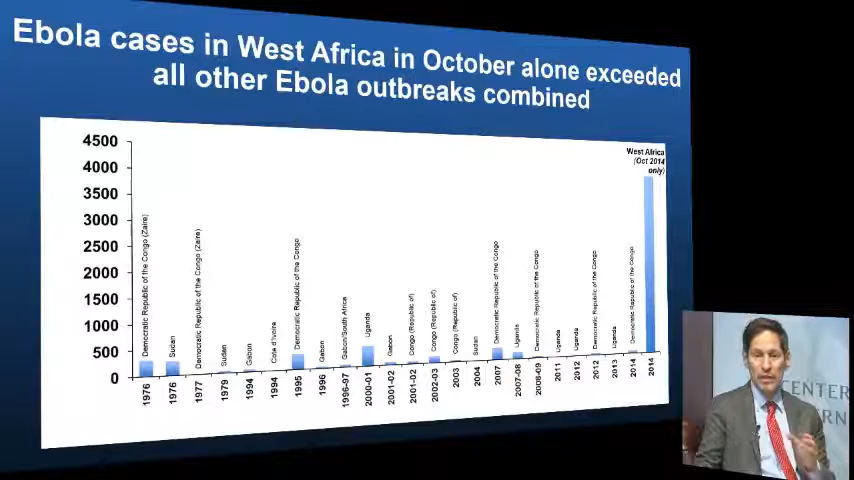 Ebola cases in West Africa in October alone exceeded
all other Ebola outbreaks combined
4500
4000
3500
3000
2500
2000
1500
1000
500
0
Democratic Republic of the Congo (Zaire)
Sudan
Democratic Republic of the Congo (Zaire)
Sudan
Gabon
Cote d'Ivoire
Democratic Republic of the Congo
Gabon
Gabon/South Africa
Uganda
Gabon
Congo (Republic of)
Congo (Republic of)
Congo (Republic of)
Sudan
Democratic Republic of the Congo
Uganda
Democratic Republic of the Congo
Uganda
Uganda
Democratic Republic of the Congo
Uganda
Democratic Republic of the Congo
West Africa
(Oct 2014
only)
1976
1976
1977
1979
1994
1994
1995
1996
1996-97
2000-01
2001-02
2001-02
2002-03
2003
2004
2007
2007-08
2008-09
2011
2012
2012
2013
2014
2014
CENTER
ERN